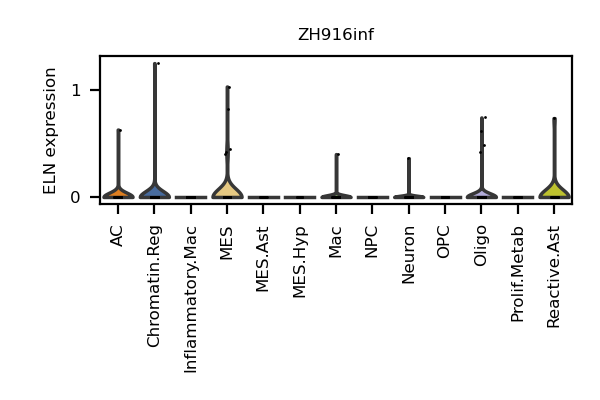 ZH916inf
ELN expression
1
0
AC
Chromatin.Reg
Inflammatory.Mac
MES
MES.Ast
MES.Hyp
Mac
NPC
Neuron
OPC
Oligo
Prolif.Metab
Reactive.Ast